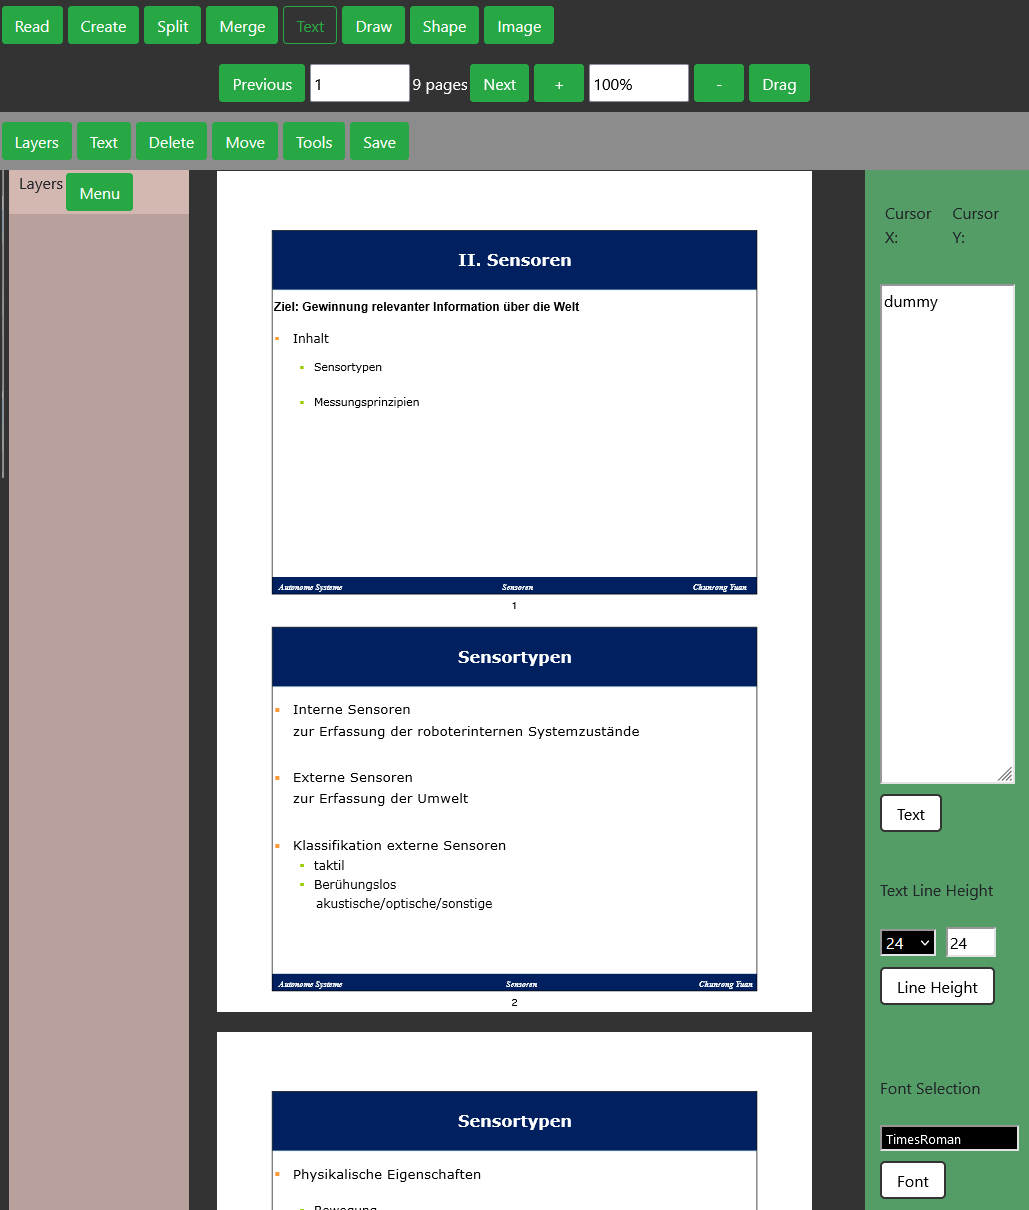 Read Create Split Merge Text Draw Shape Image
Previous 1 9 pages Next + 100% - Drag
Layers Text Delete Move Tools Save
Layers Menu
II. Sensoren
Ziel: Gewinnung relevanter Information über die Welt
Inhalt
Sensortypen
Messungsprinzipien
Autonome Systeme Sensoren Chunrong Yuan
1
Sensortypen
Interne Sensoren
zur Erfassung der roboterinternen Systemzustände
Externe Sensoren
zur Erfassung der Umwelt
Klassifikation externe Sensoren
taktil
Berühungslos
akustische/optische/sonstige
Autonome Systeme Sensoren Chunrong Yuan
2
Sensortypen
Physikalische Eigenschaften
Bewegung
Cursor Cursor
X: Y:
dummy
Text
Text Line Height
24 24
Line Height
Font Selection
TimesRoman
Font